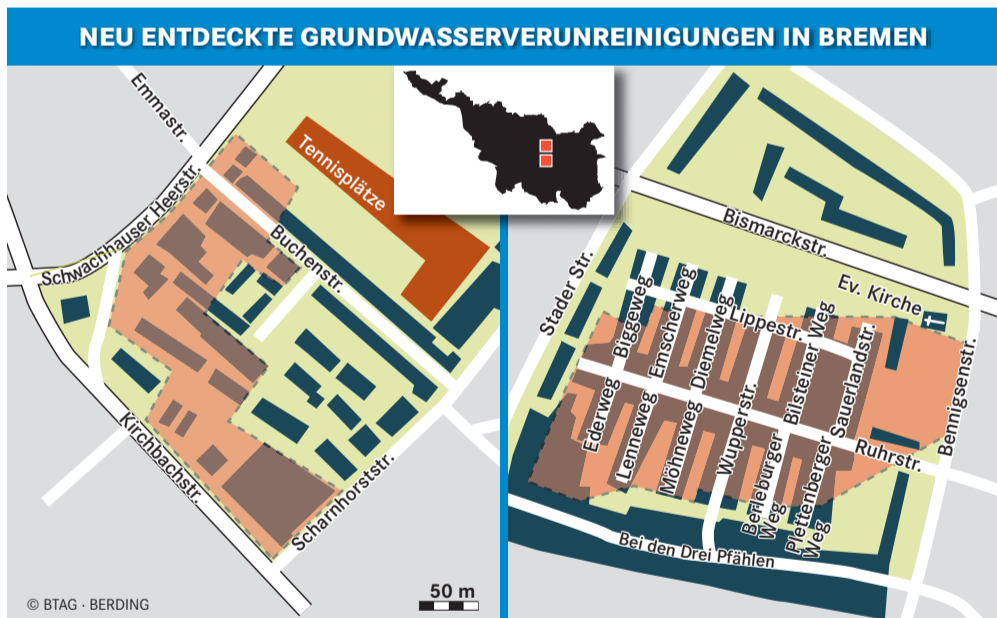 NEU ENTDECKTE GRUNDWASSERVERUNREINIGUNGEN IN BREMEN
Emmastr.
Tennisplätze
Schwachhauser Heerstr.
Buchenstr.
Kirchbachstr.
Scharnhorststr.
50 m
© BTAG · BERDING
Bismarckstr.
Ev. Kirche
Stader Str.
Lippestr.
Biggeweg
Emscherweg
Diemelweg
Bilsteiner Weg
Sauerlandstr.
Bennigsenstr.
Ederweg
Lenneweg
Möhneweg
Wupperstr.
Berleburger
Weg
Plettenberger
Weg
Ruhrstr.
Bei den Drei Pfählen